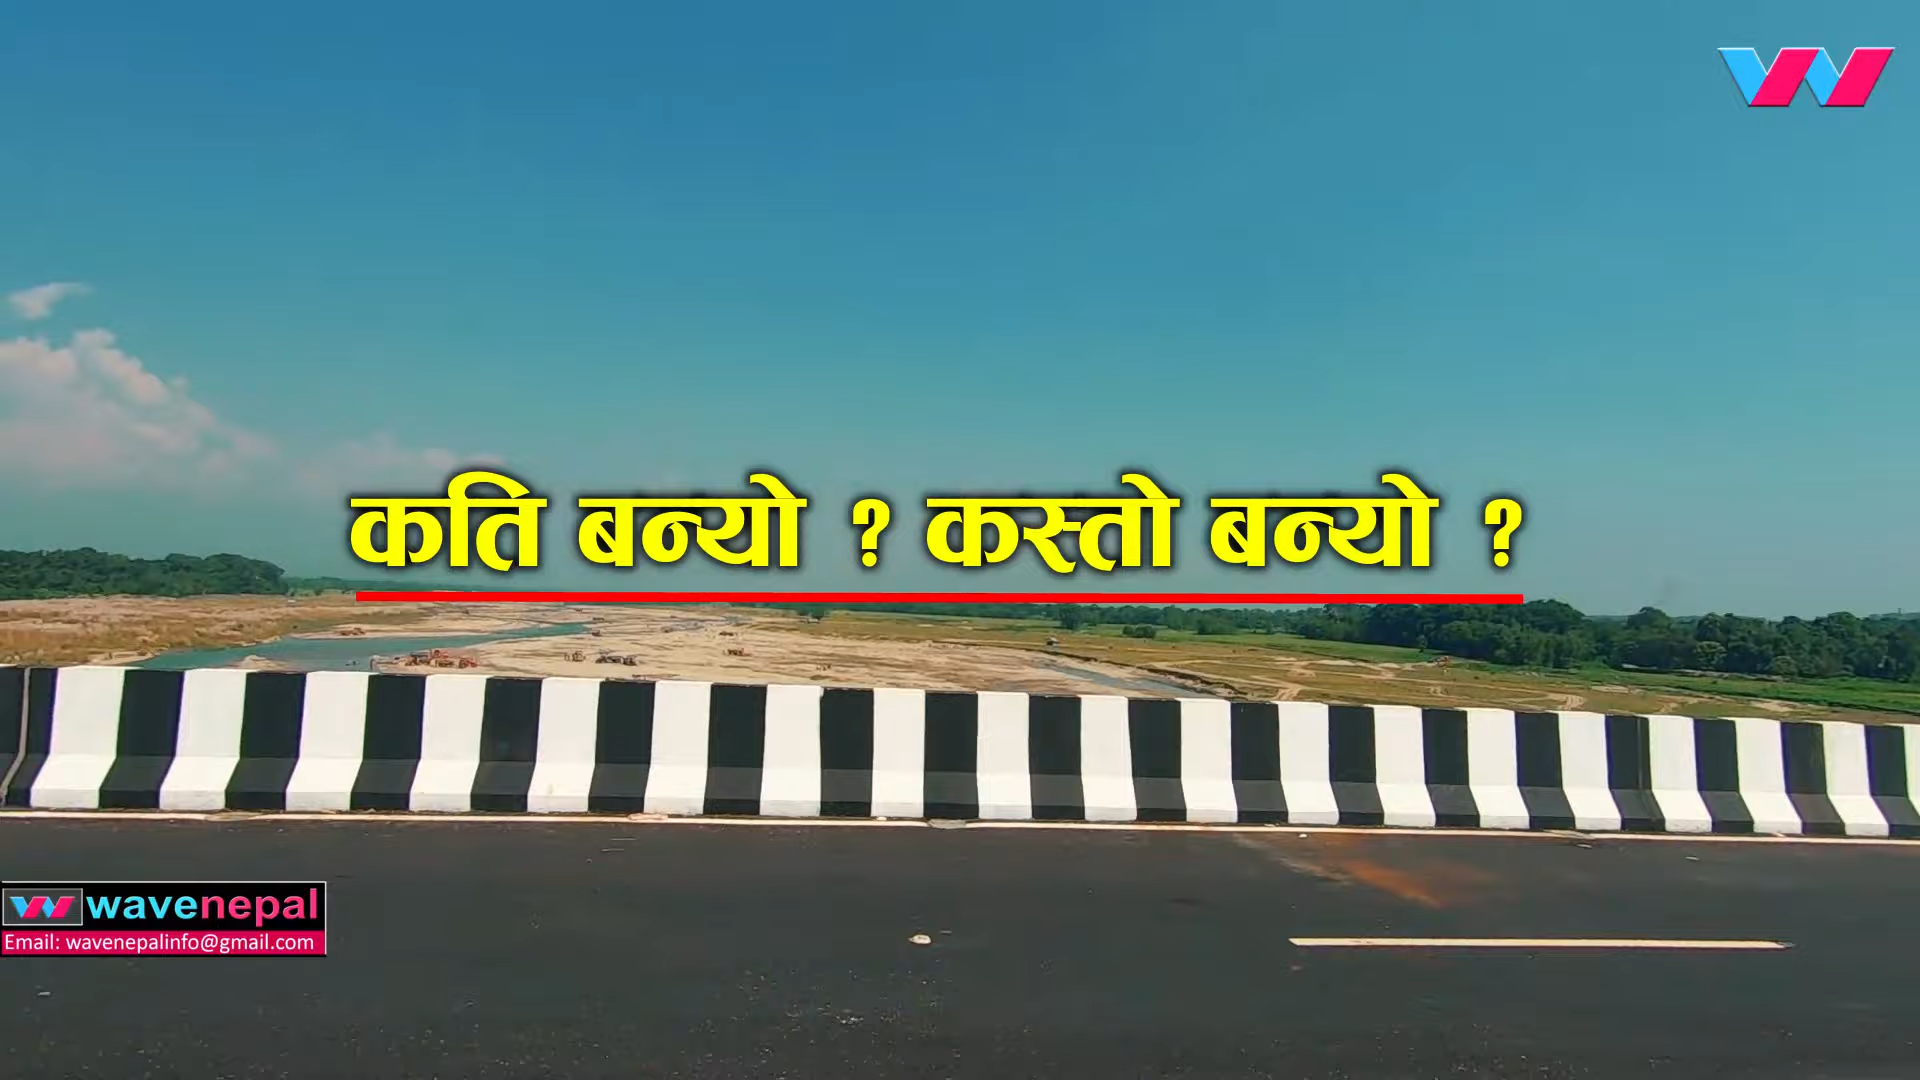 कति बन्यो ? कस्तो बन्यो ?
wavenepal
Email: wavenepalinfo@gmail.com